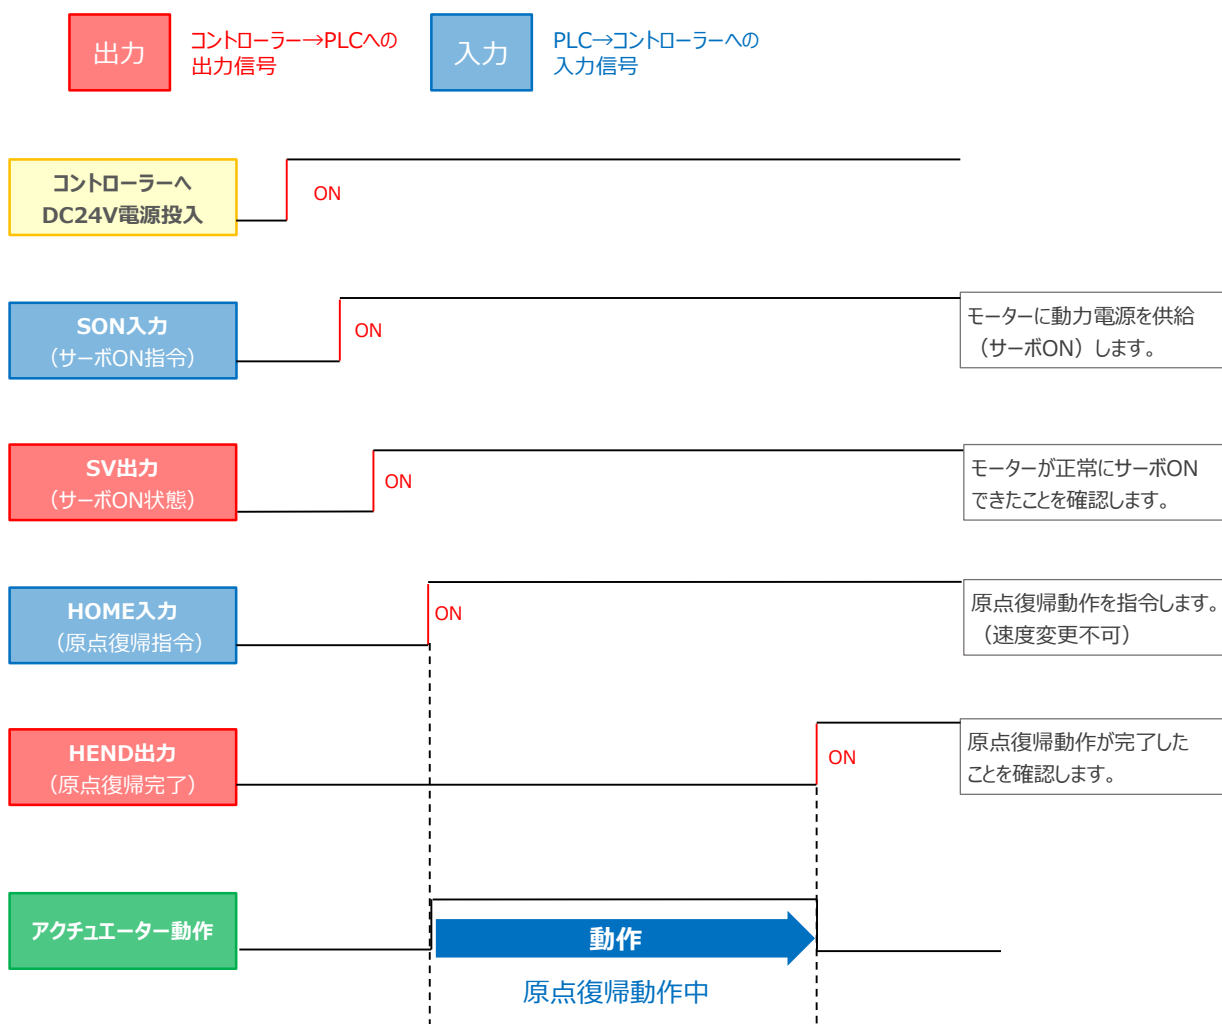 出力
コントローラー→PLCへの
出力信号
入力
PLC→コントローラーへの
入力信号
コントローラーへ
DC24V電源投入
ON
SON入力
（サーボON指令）
ON
モーターに動力電源を供給
（サーボON）します。
SV出力
（サーボON状態）
ON
モーターが正常にサーボON
できたことを確認します。
HOME入力
（原点復帰指令）
ON
原点復帰動作を指令します。
（速度変更不可）
HEND出力
（原点復帰完了）
ON
原点復帰動作が完了した
ことを確認します。
アクチュエーター動作
動作
原点復帰動作中